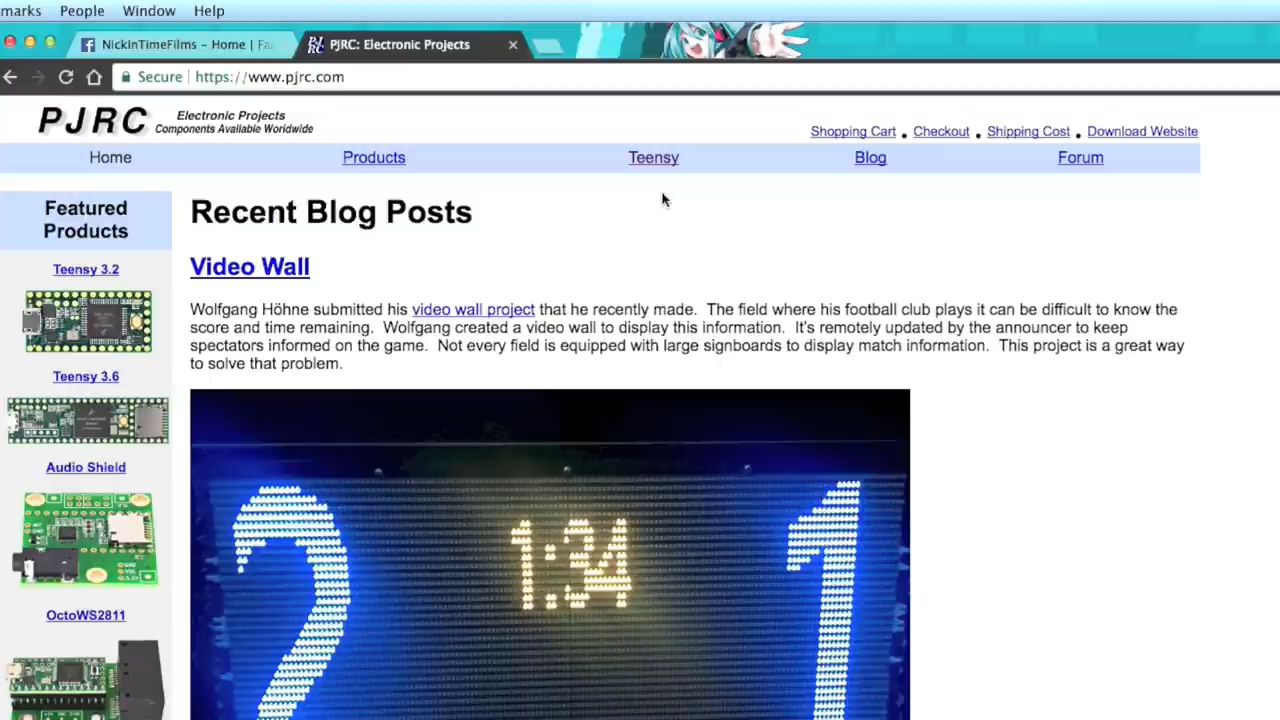 marks People Window Help
NickInTimeFilms – Home | Fa
PJRC: Electronic Projects
Secure | https://www.pjrc.com
PJRC
Electronic Projects
Components Available Worldwide
Shopping Cart • Checkout • Shipping Cost • Download Website
Home Products Teensy Blog Forum
Featured
Products
Teensy 3.2
Teensy 3.6
Audio Shield
OctoWS2811
Recent Blog Posts
Video Wall
Wolfgang Höhne submitted his video wall project that he recently made. The field where his football club plays it can be difficult to know the
score and time remaining. Wolfgang created a video wall to display this information. It's remotely updated by the announcer to keep
spectators informed on the game. Not every field is equipped with large signboards to display match information. This project is a great way
to solve that problem.
2 1:34 1